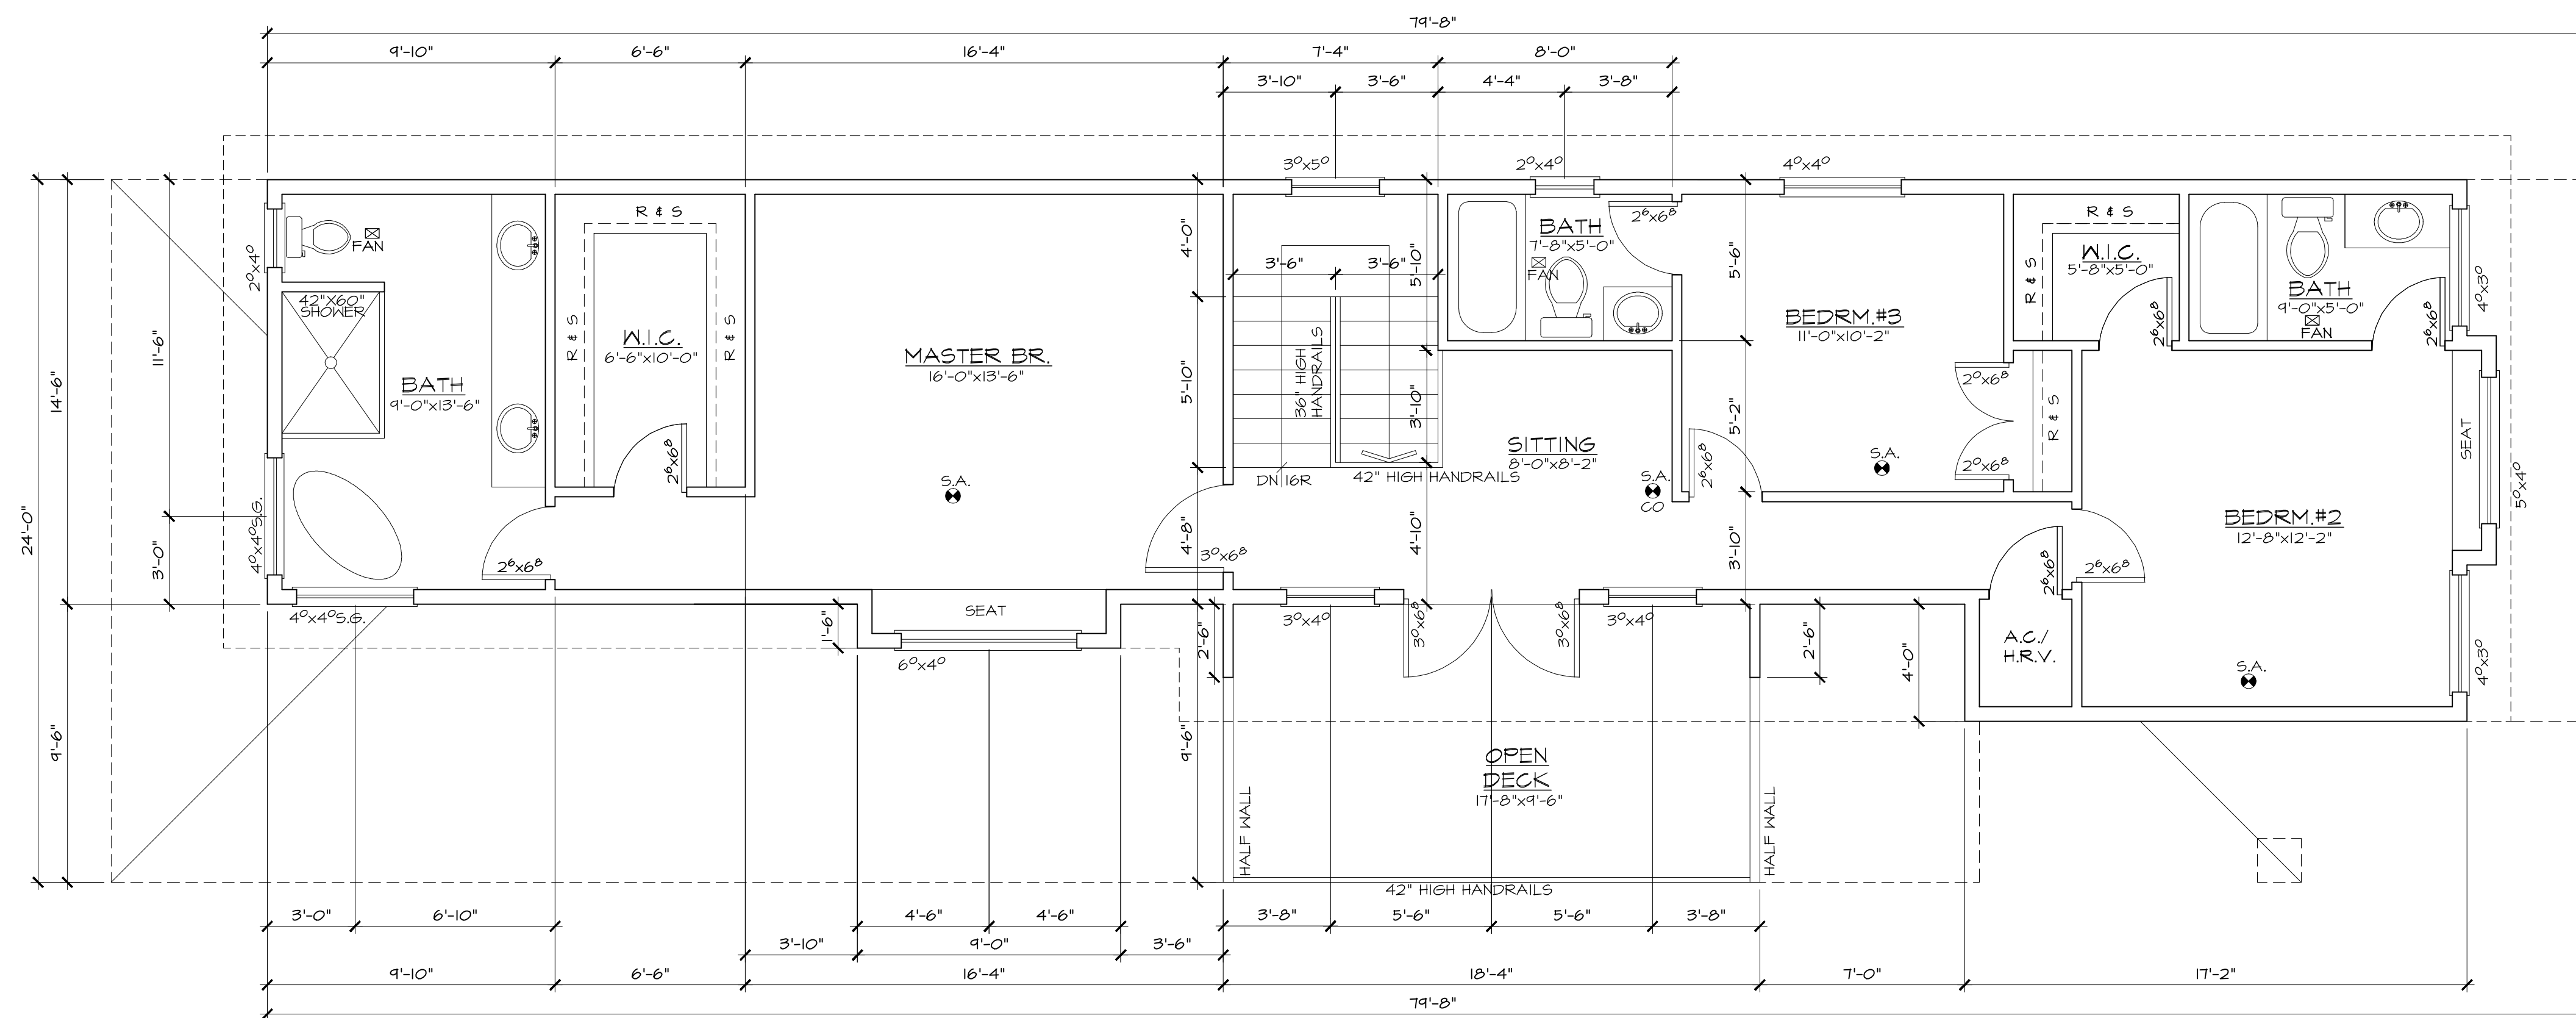 79'-8"
9'-10" 6'-6" 16'-4" 7'-4" 8'-0"
3'-10" 3'-6" 4'-4" 3'-8"
3⁰x5⁰ 2⁰x4⁰ 4⁰x4⁰
R & S
FAN
2⁰x4⁰
42"X60"
SHOWER
BATH
9'-0"x13'-6"
4⁰x4⁰S.G.
4⁰x4⁰S.G.
2⁶x6⁸
R & S
W.I.C.
6'-6"x10'-0"
R & S
2⁶x6⁸
MASTER BR.
16'-0"x13'-6"
S.A.
SEAT
6⁰x4⁰
3⁰x6⁸
4'-0"
5'-10"
4'-8"
9'-6"
3'-6" 3'-6"
36" HIGH
HANDRAILS
DN 16R
42" HIGH HANDRAILS
5'-10"
3'-10"
4'-10"
BATH
7'-8"x5'-0"
FAN
2⁶x6⁸
SITTING
8'-0"x8'-2"
S.A.
CO
5'-6"
5'-2"
3'-10"
BEDRM.#3
11'-0"x10'-2"
S.A.
2⁶x6⁸
2⁰x6⁸
2⁰x6⁸
R & S
R & S
R & S
W.I.C.
5'-8"x5'-0"
2⁶x6⁸
BATH
9'-0"x5'-0"
FAN
2⁶x6⁸
4⁰x3⁰
SEAT
5⁰x4⁰
BEDRM.#2
12'-8"x12'-2"
2⁶x6⁸
2⁶x6⁸
A.C./
H.R.V.
S.A.
4⁰x3⁰
3⁰x4⁰
3⁰x6⁸
3⁰x6⁸
3⁰x4⁰
1'-6"
2'-6"
2'-6"
4'-0"
OPEN
DECK
17'-8"x9'-6"
HALF WALL
HALF WALL
42" HIGH HANDRAILS
24'-0"
14'-6"
9'-6"
11'-6"
3'-0"
3'-0" 6'-10" 4'-6" 4'-6" 3'-8" 5'-6" 5'-6" 3'-8"
3'-10" 9'-0" 3'-6"
9'-10" 6'-6" 16'-4" 18'-4" 7'-0" 17'-2"
79'-8"